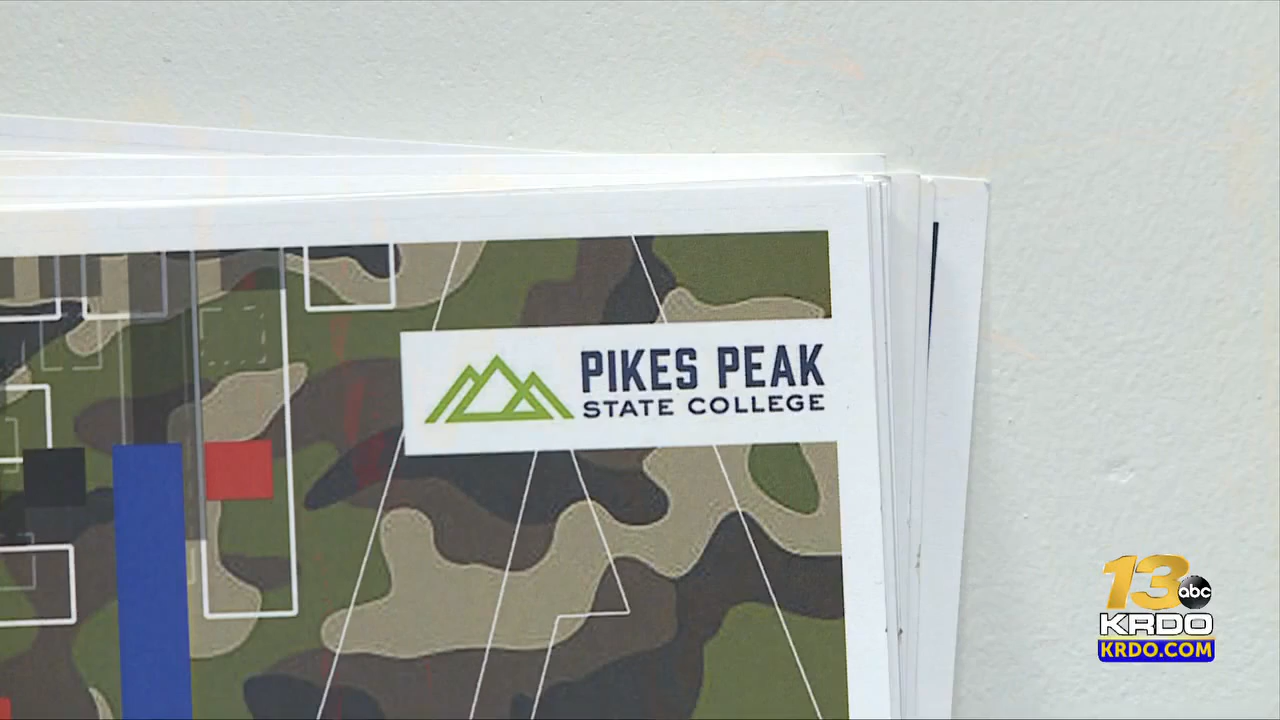 PIKES PEAK
STATE COLLEGE
13
abc
KRDO
KRDO.COM